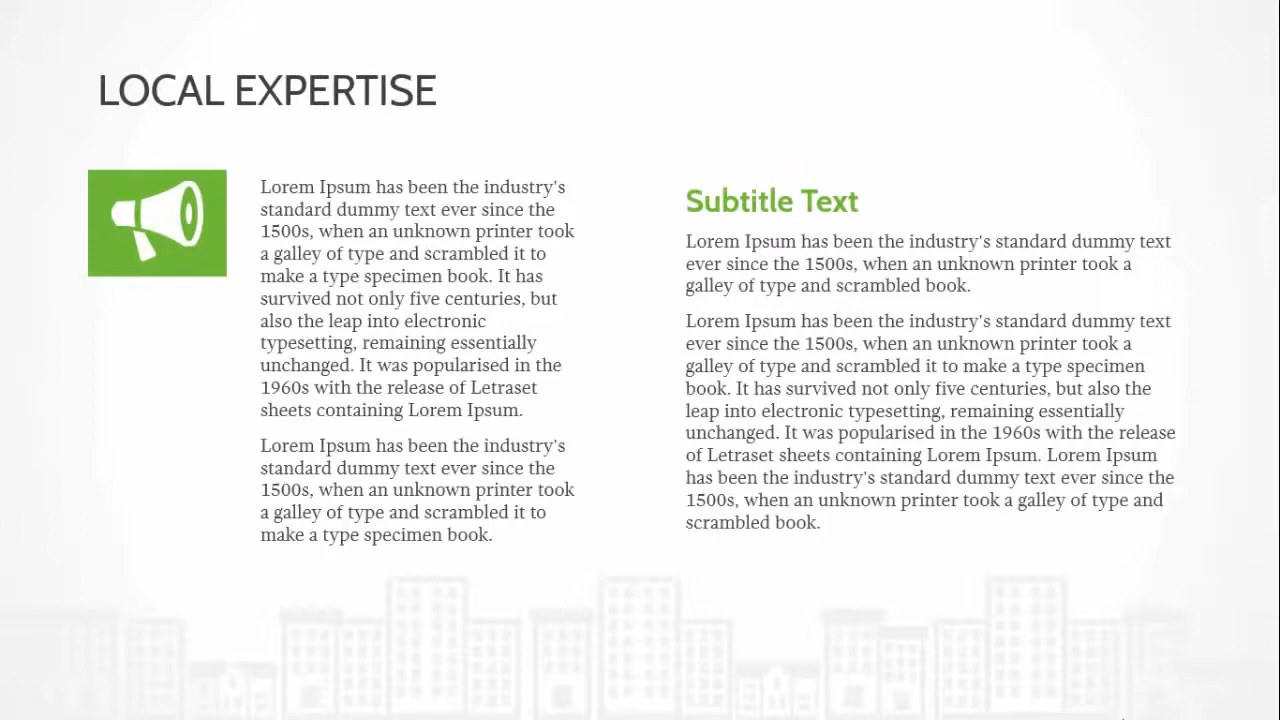 LOCAL EXPERTISE
Lorem Ipsum has been the industry's
standard dummy text ever since the
1500s, when an unknown printer took
a galley of type and scrambled it to
make a type specimen book. It has
survived not only five centuries, but
also the leap into electronic
typesetting, remaining essentially
unchanged. It was popularised in the
1960s with the release of Letraset
sheets containing Lorem Ipsum.
Lorem Ipsum has been the industry's
standard dummy text ever since the
1500s, when an unknown printer took
a galley of type and scrambled it to
make a type specimen book.
Subtitle Text
Lorem Ipsum has been the industry's standard dummy text
ever since the 1500s, when an unknown printer took a
galley of type and scrambled book.
Lorem Ipsum has been the industry's standard dummy text
ever since the 1500s, when an unknown printer took a
galley of type and scrambled it to make a type specimen
book. It has survived not only five centuries, but also the
leap into electronic typesetting, remaining essentially
unchanged. It was popularised in the 1960s with the release
of Letraset sheets containing Lorem Ipsum. Lorem Ipsum
has been the industry's standard dummy text ever since the
1500s, when an unknown printer took a galley of type and
scrambled book.